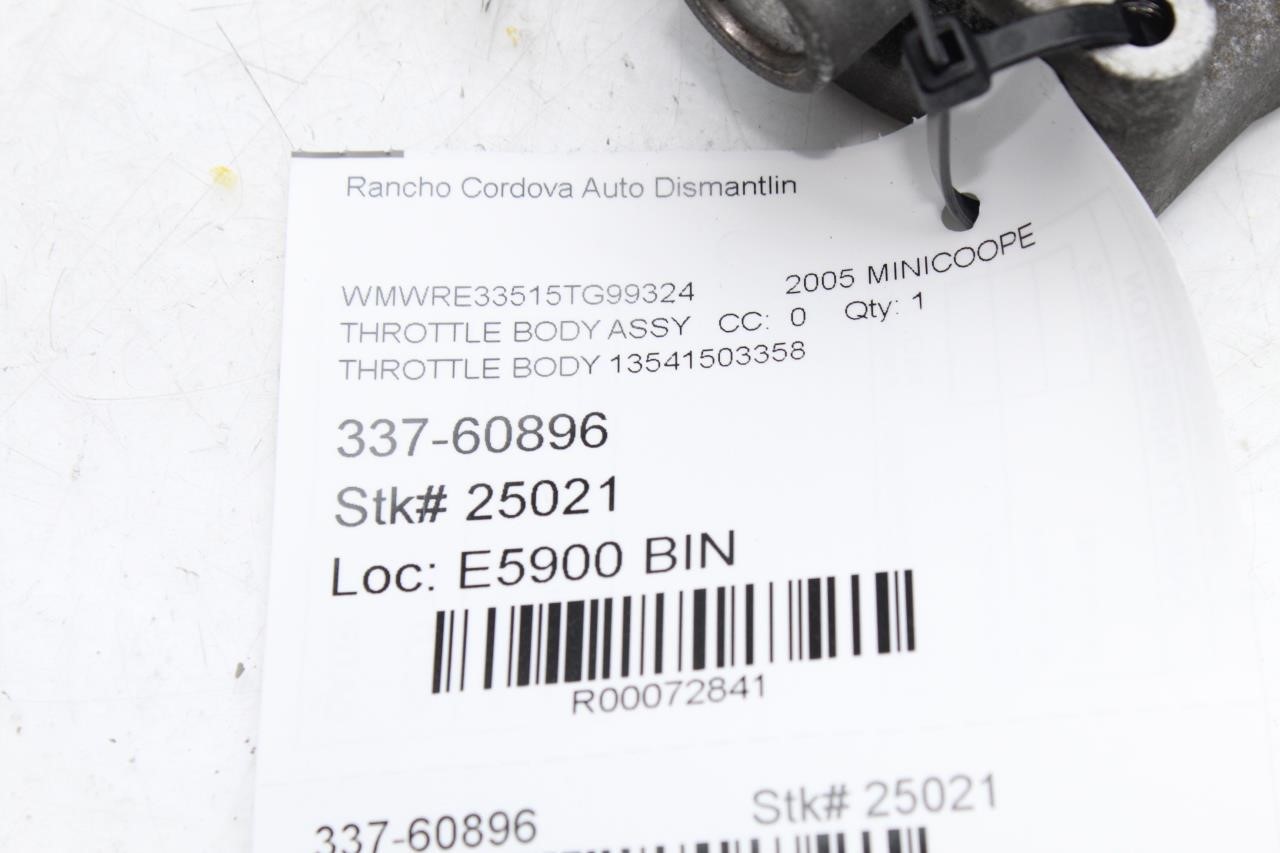 Rancho Cordova Auto Dismantlin
WMWRE33515TG99324 2005 MINICOOPE
THROTTLE BODY ASSY CC: 0 Qty: 1
THROTTLE BODY 13541503358
337-60896
Stk# 25021
Loc: E5900 BIN
R00072841
337-60896 Stk# 25021